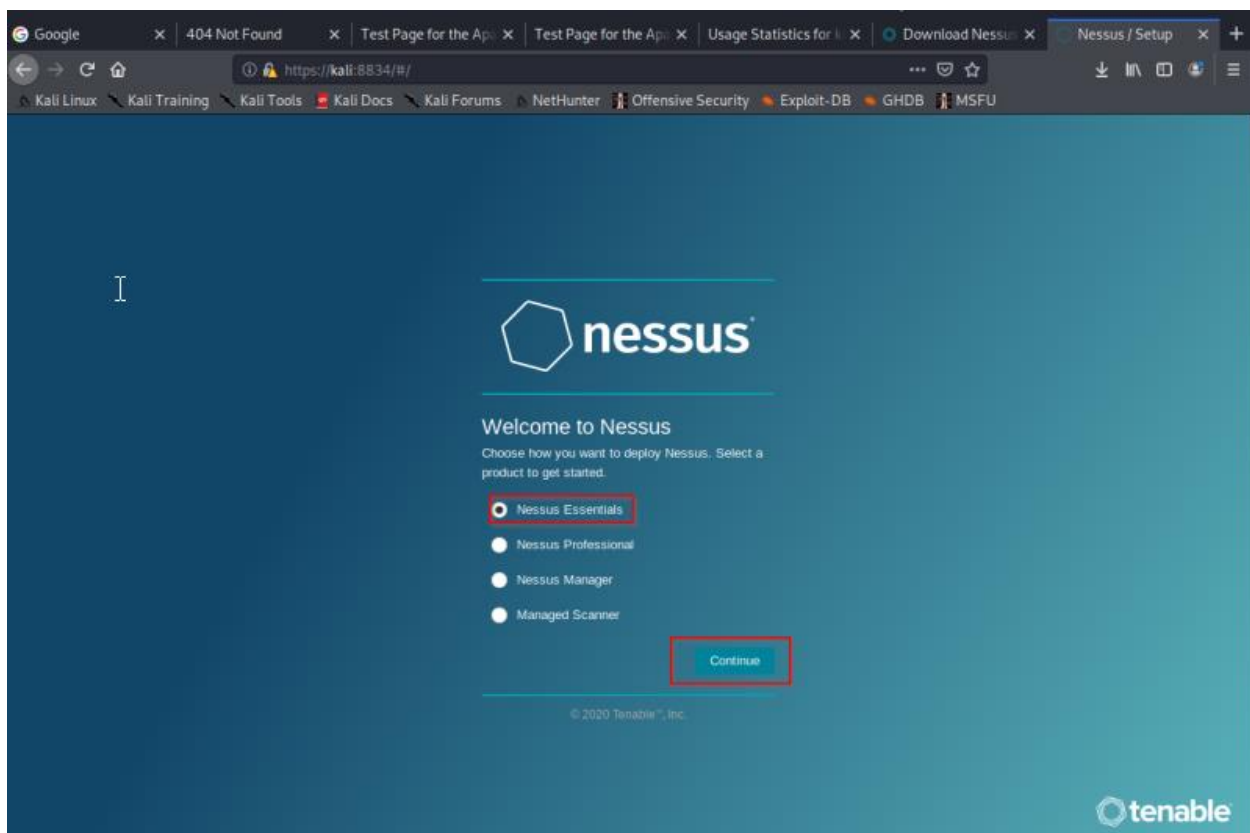 Google
404 Not Found
Test Page for the Ap
Test Page for the Ap
Usage Statistics for
Download Nessus
Nessus / Setup
https://kali:8834/#/
Kali Linux Kali Training Kali Tools Kali Docs Kali Forums NetHunter Offensive Security Exploit-DB GHDB MSFU
nessus
Welcome to Nessus
Choose how you want to deploy Nessus. Select a
product to get started.
Nessus Essentials
Nessus Professional
Nessus Manager
Managed Scanner
Continue
© 2020 Tenable™, Inc.
tenable